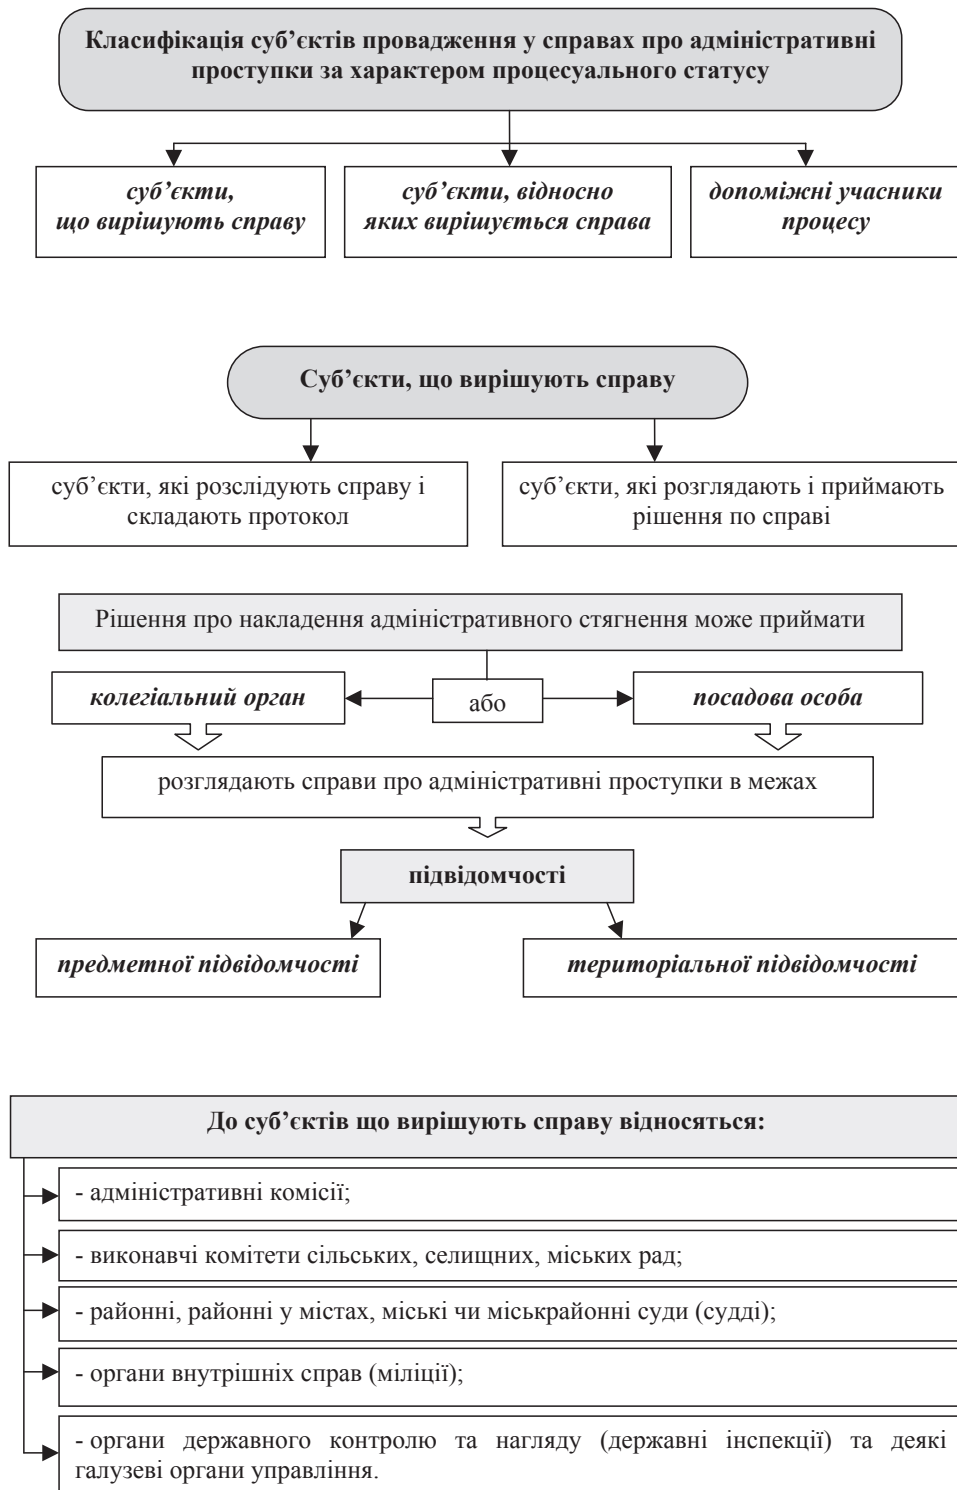 Класифікація суб’єктів провадження у справах про адміністративні
проступки за характером процесуального статусу
суб’єкти,
що вирішують справу
суб’єкти, відносно
яких вирішується справа
допоміжні учасники
процесу
Суб’єкти, що вирішують справу
суб’єкти, які розслідують справу і
складають протокол
суб’єкти, які розглядають і приймають
рішення по справі
Рішення про накладення адміністративного стягнення може приймати
колегіальний орган
або
посадова особа
розглядають справи про адміністративні проступки в межах
підвідомчості
предметної підвідомчості
територіальної підвідомчості
До суб’єктів що вирішують справу відносяться:
- адміністративні комісії;
- виконавчі комітети сільських, селищних, міських рад;
- районні, районні у містах, міські чи міськрайонні суди (судді);
- органи внутрішніх справ (міліції);
- органи державного контролю та нагляду (державні інспекції) та деякі
галузеві органи управління.